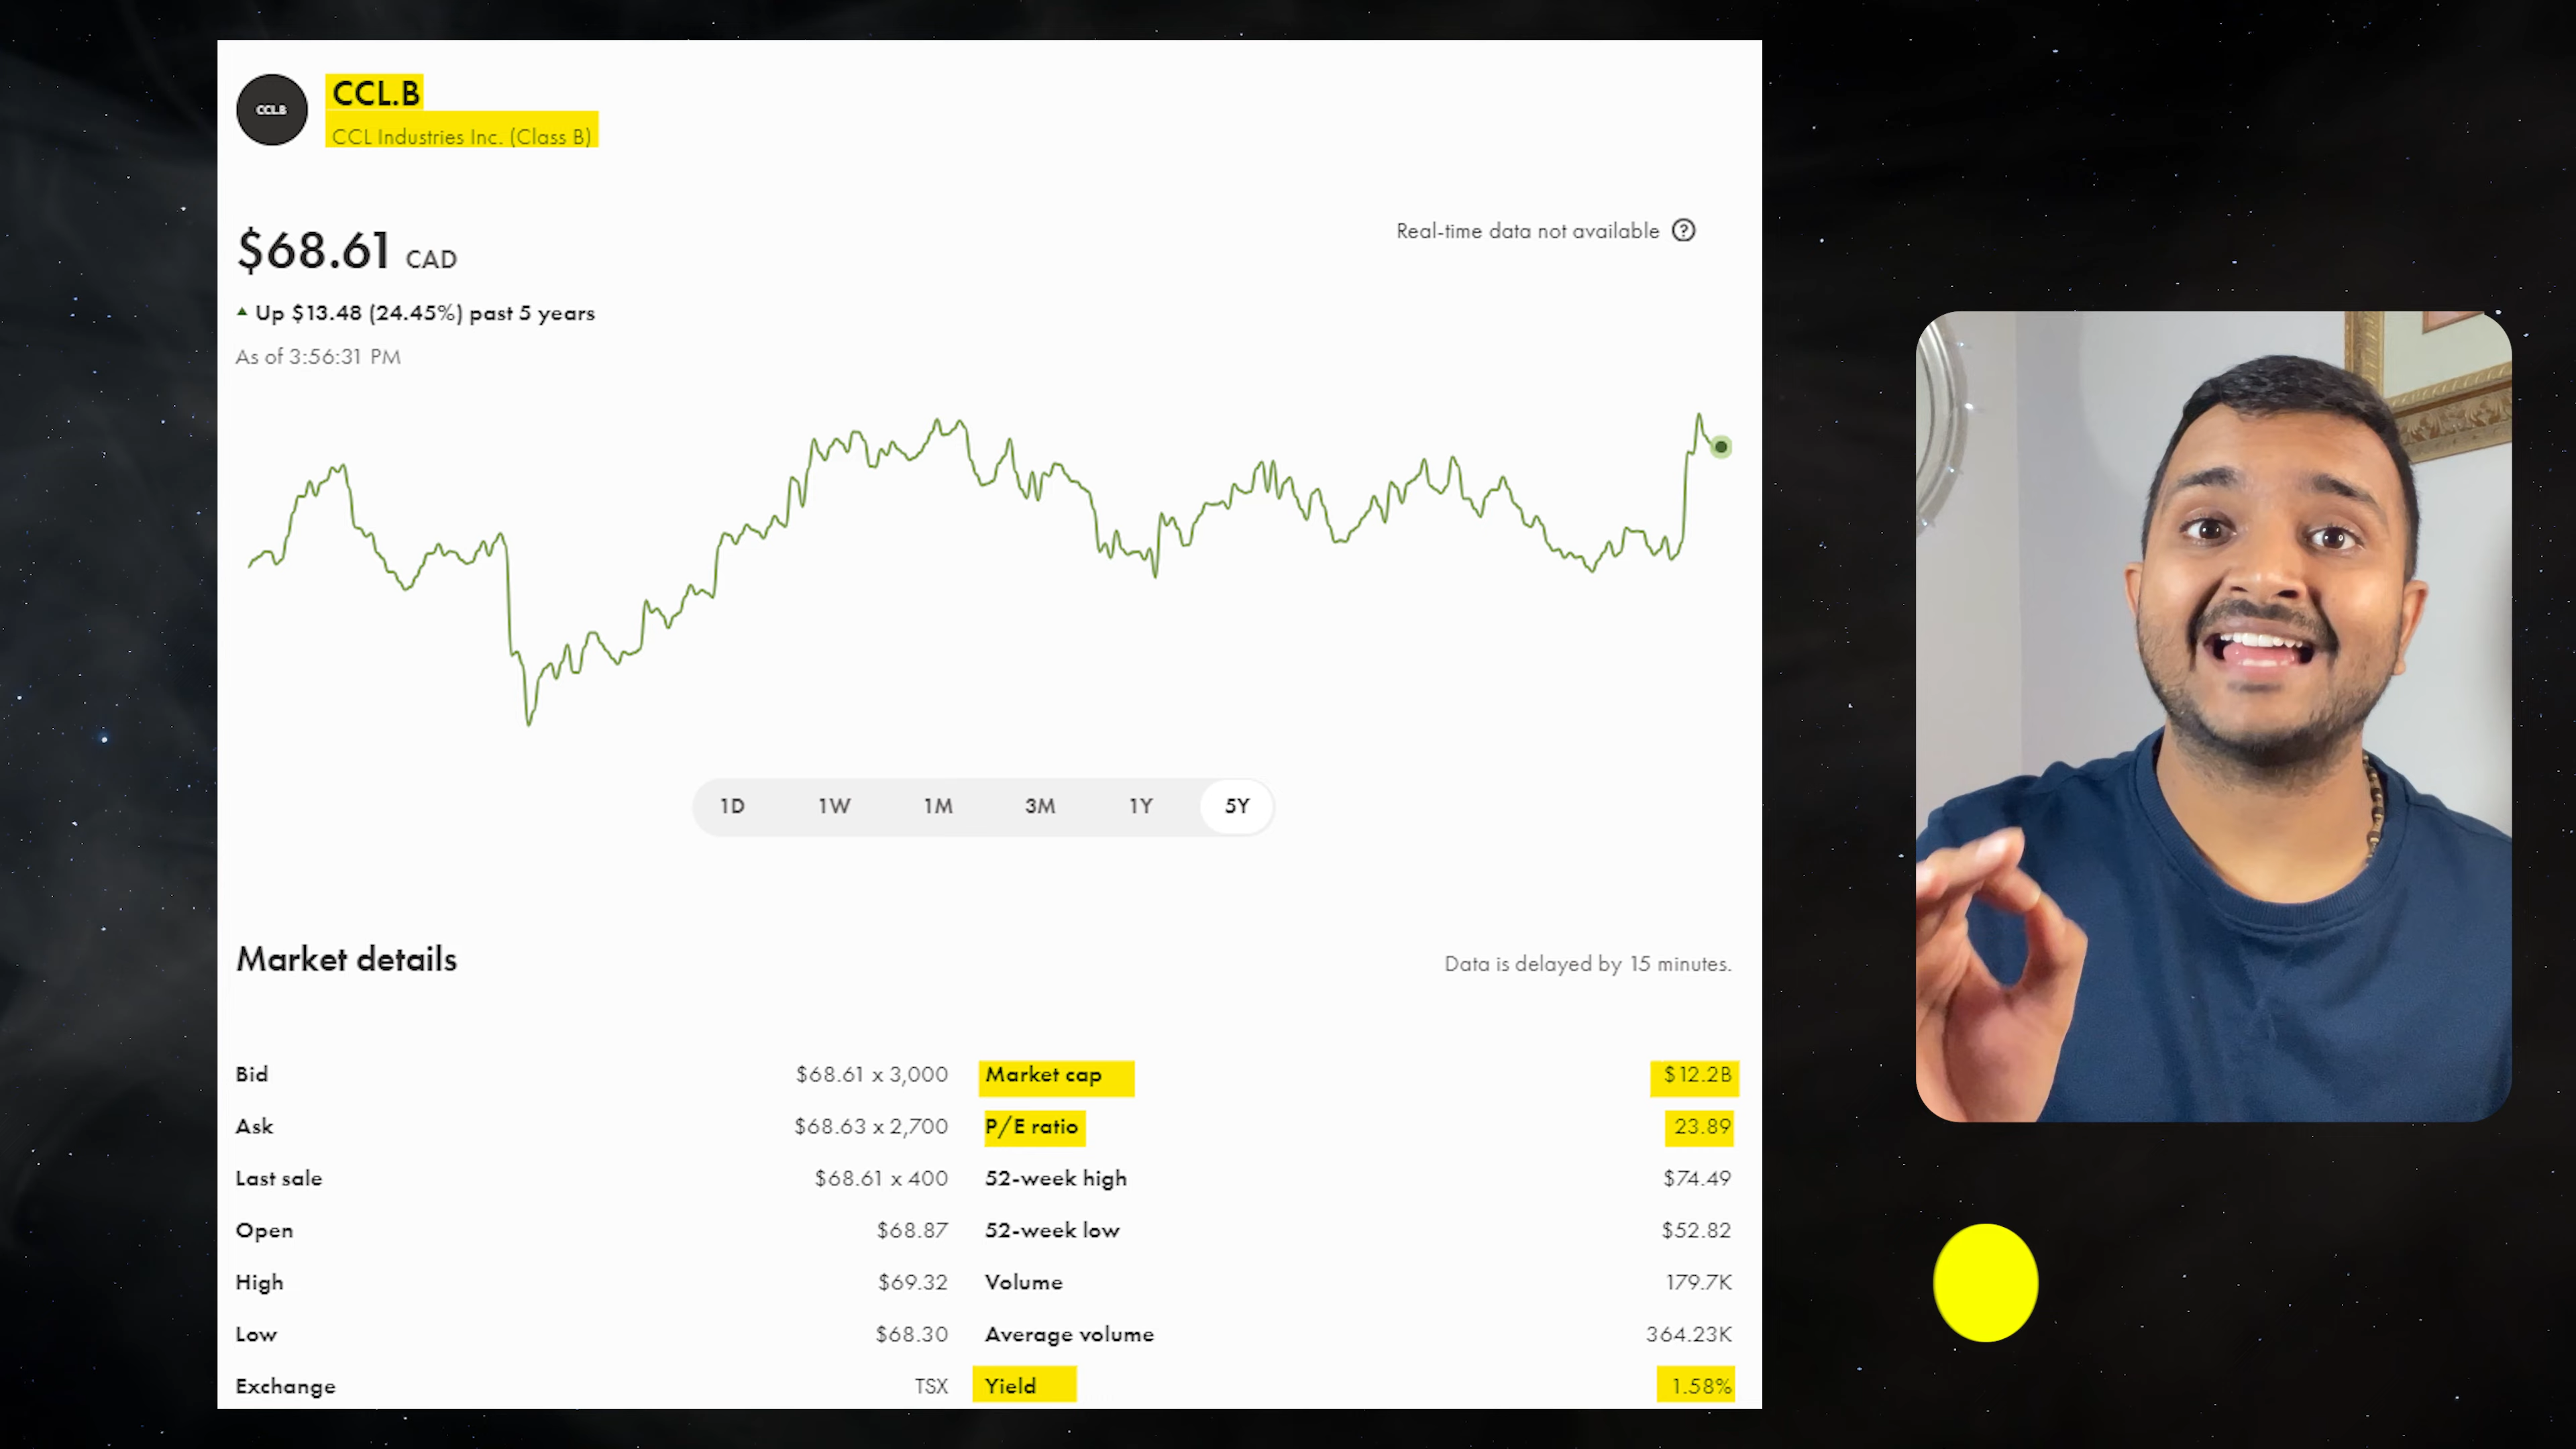 CCL.B
CCL.B
CCL Industries Inc. (Class B)
$68.61 CAD
Real-time data not available ?
Up $13.48 (24.45%) past 5 years
As of 3:56:31 PM
1D 1W 1M 3M 1Y 5Y
Market details
Data is delayed by 15 minutes.
Bid $68.61 x 3,000 Market cap $12.2B
Ask $68.63 x 2,700 P/E ratio 23.89
Last sale $68.61 x 400 52-week high $74.49
Open $68.87 52-week low $52.82
High $69.32 Volume 179.7K
Low $68.30 Average volume 364.23K
Exchange TSX Yield 1.58%